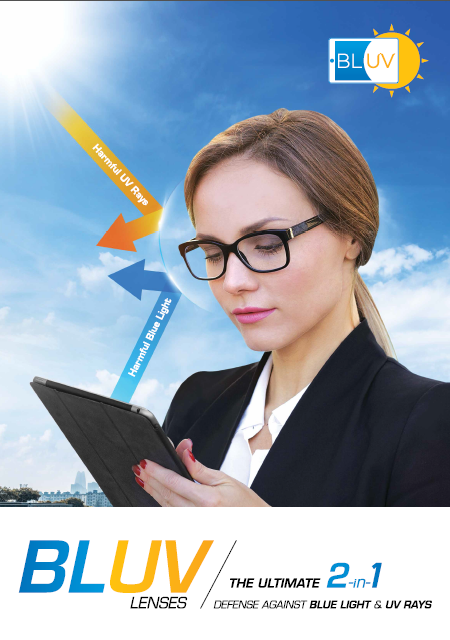 BLUV
Harmful UV Rays
Harmful Blue Light
BLUV
LENSES
THE ULTIMATE 2-in-1
DEFENSE AGAINST BLUE LIGHT & UV RAYS